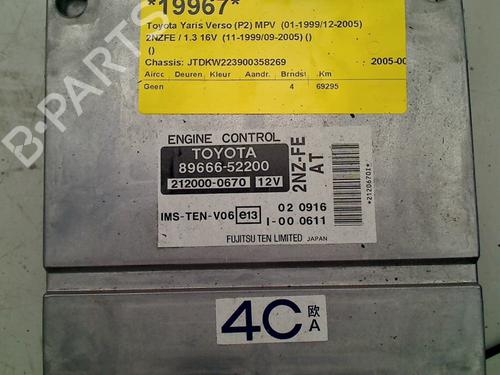 *19967*
Toyota Yaris Verso (P2) MPV (01-1999/12-2005)
2NZFE / 1.3 16V (11-1999/09-2005) ()
()
Chassis: JTDKW223900358269 2005-00
Airco Deuren Kleur Aandr. Brndst Km
Geen 4 69295
ENGINE CONTROL
TOYOTA
89666-52200
212000-0670 12V
2NZ-FE
AT
*2120670I*
IMS-TEN-V06 e13 02 0916
I-00 0611
FUJITSU TEN LIMITED JAPAN
4C 欧
A
B-PARTS